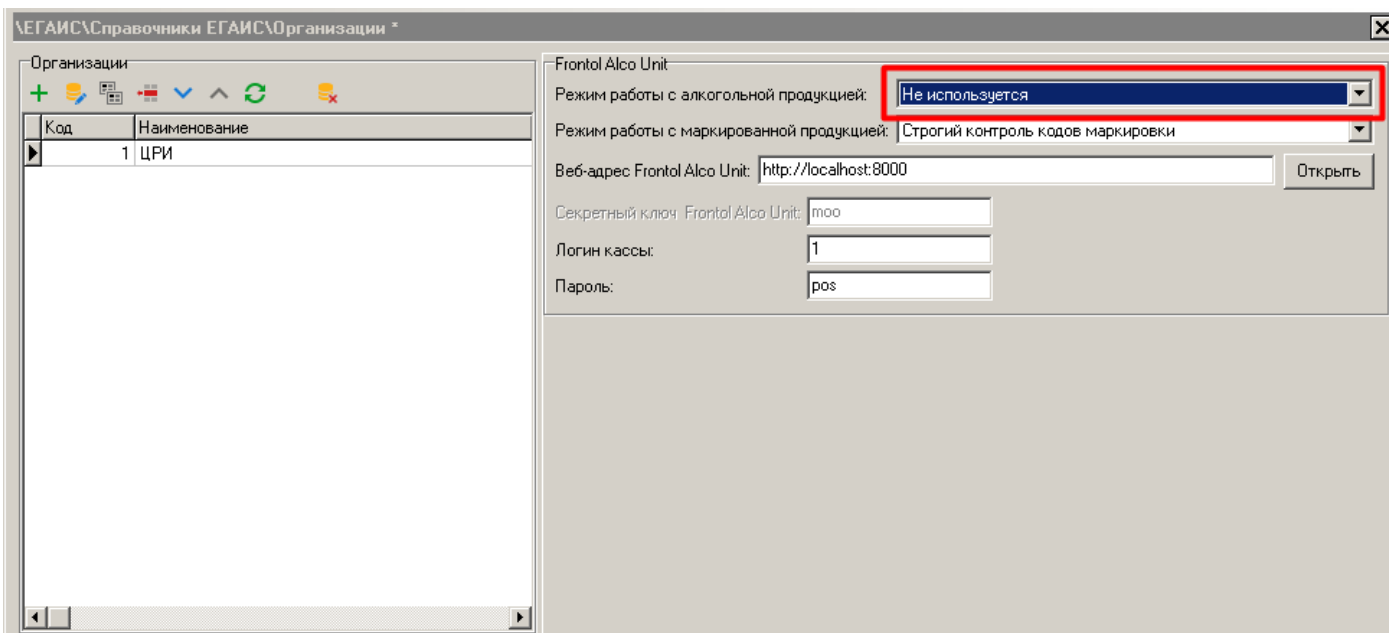 \ЕГАИС\Справочники ЕГАИС\Организации *
Организации
Код Наименование
1 ЦРИ
Frontol Alco Unit
Режим работы с алкогольной продукцией: Не используется
Режим работы с маркированной продукцией: Строгий контроль кодов маркировки
Веб-адрес Frontol Alco Unit: http://localhost:8000 Открыть
Секретный ключ Frontol Alco Unit: moo
Логин кассы: 1
Пароль: pos